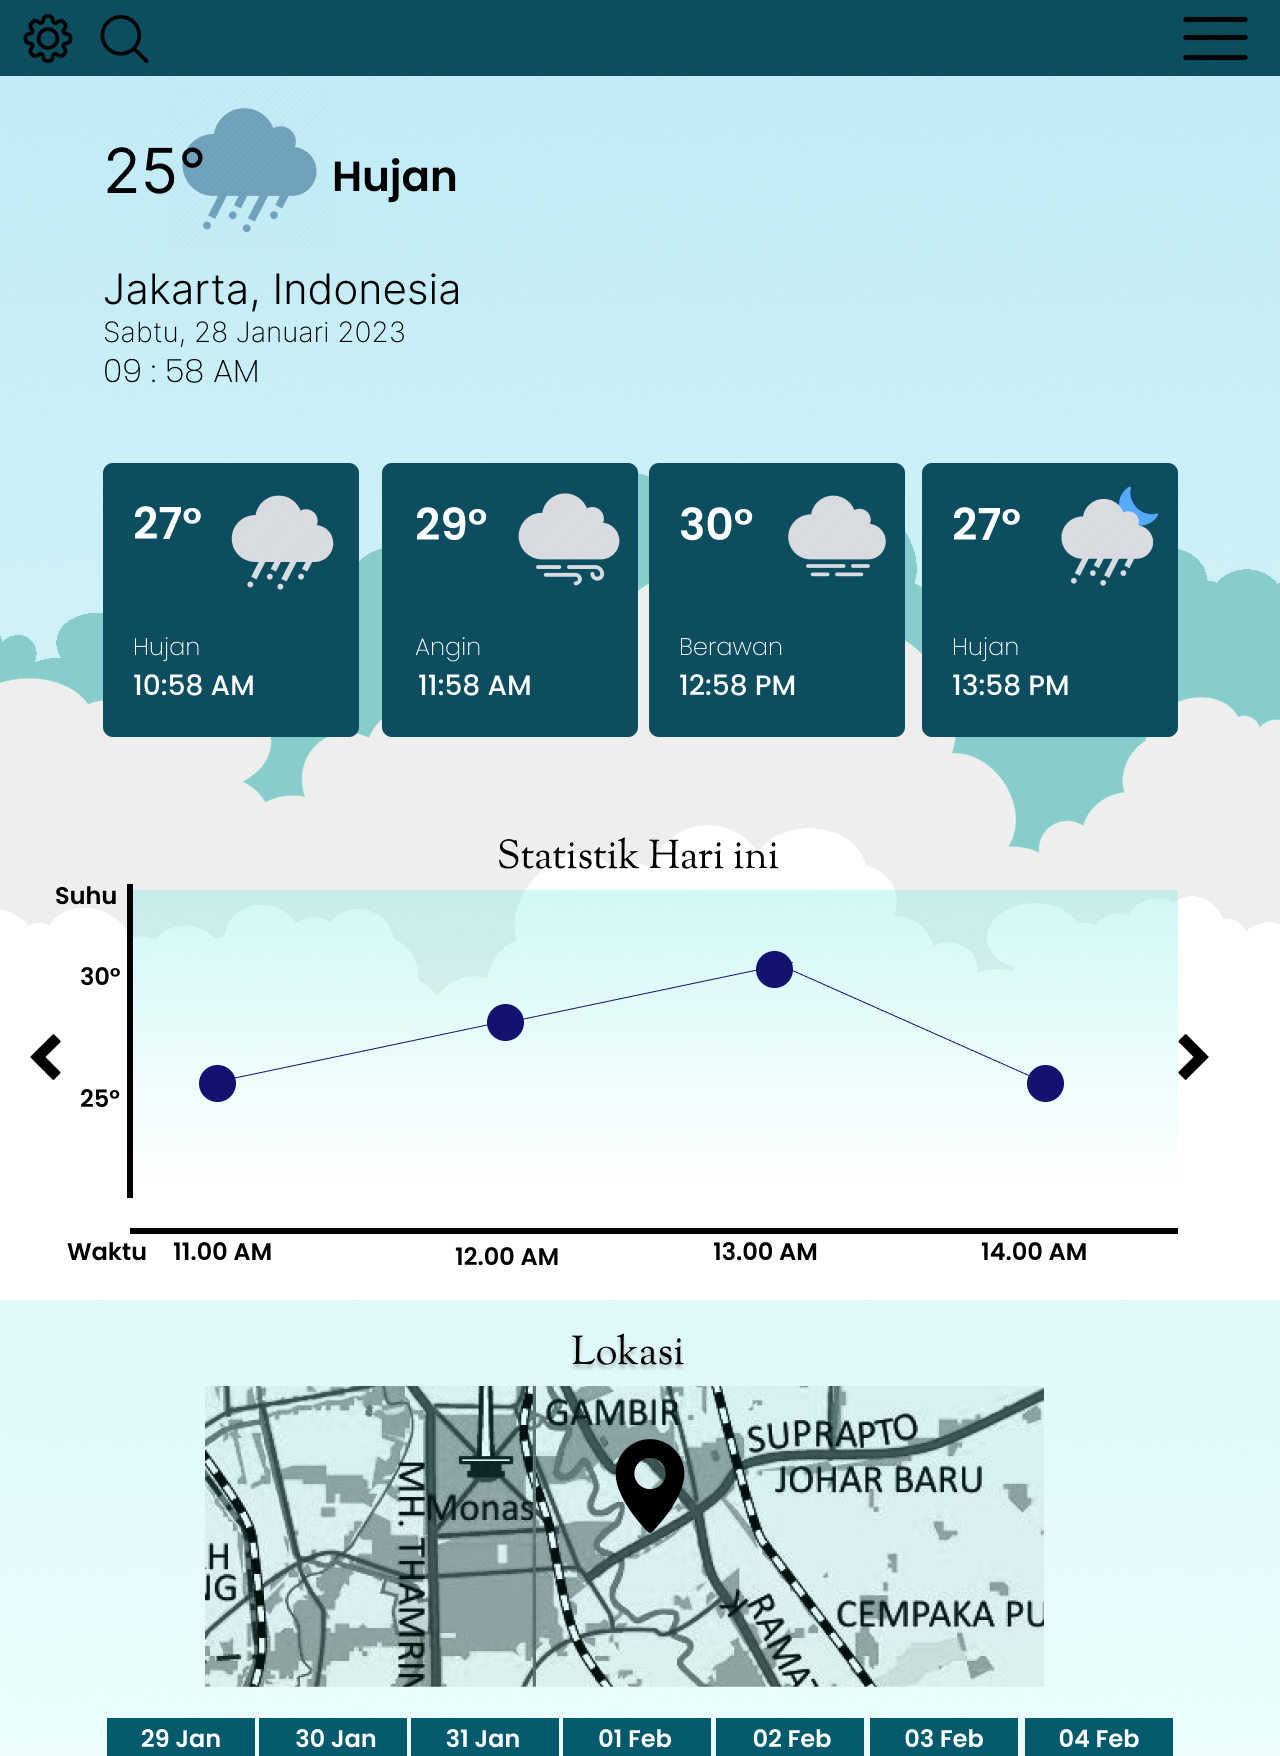 25° Hujan
Jakarta, Indonesia
Sabtu, 28 Januari 2023
09 : 58 AM
27°
Hujan
10:58 AM
29°
Angin
11:58 AM
30°
Berawan
12:58 PM
27°
Hujan
13:58 PM
Statistik Hari ini
Suhu
30°
25°
Waktu 11.00 AM 12.00 AM 13.00 AM 14.00 AM
Lokasi
GAMBIR
SUPRAPTO
JOHAR BARU
MH. THAMRIN
Monas
CEMPAKA PU
29 Jan 30 Jan 31 Jan 01 Feb 02 Feb 03 Feb 04 Feb